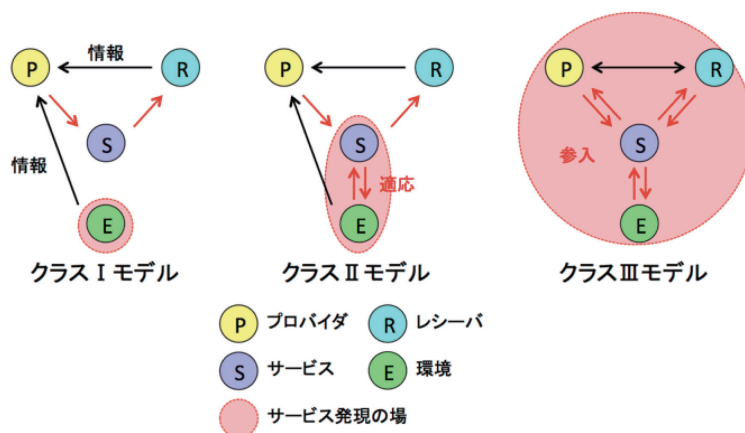 情報
P
R
S
情報
E
クラスⅠモデル
P
R
S
適応
E
クラスⅡモデル
P
R
S
参入
E
クラスⅢモデル
P プロバイダ
R レシーバ
S サービス
E 環境
サービス発現の場